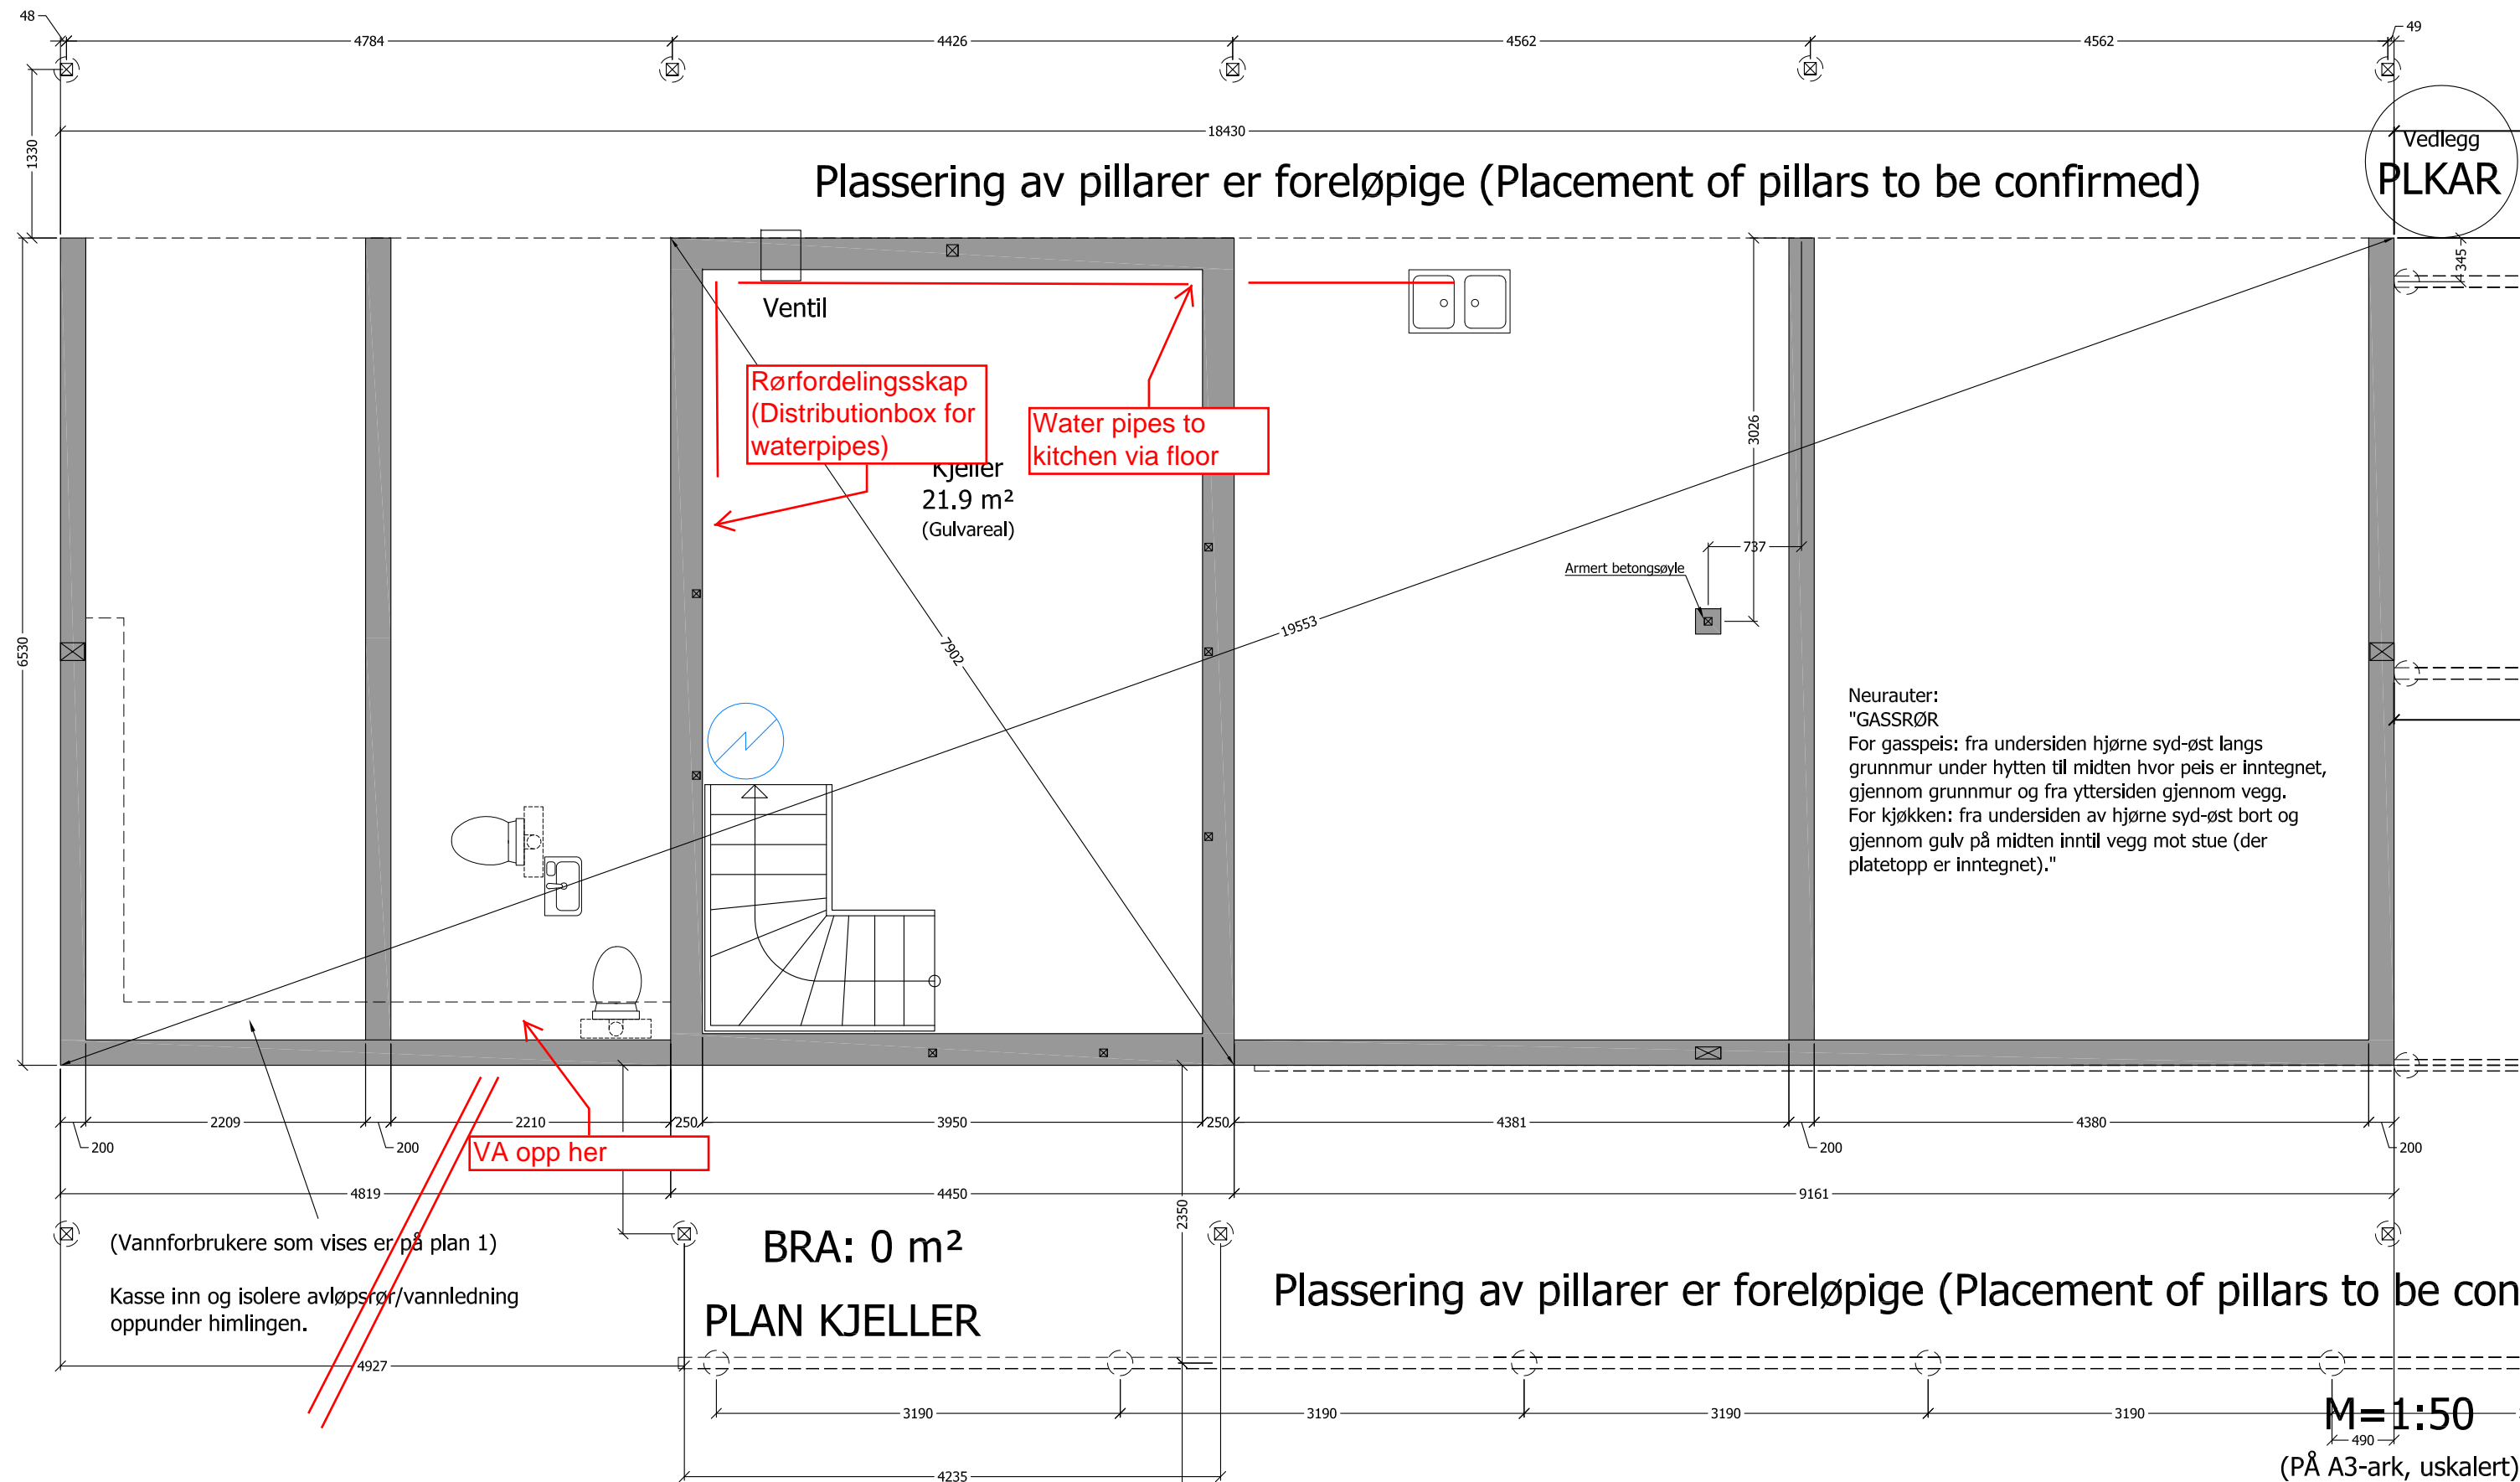 48
4784
4426
4562
4562
49
1330
18430
Vedlegg
PLKAR
Plassering av pillarer er foreløpige (Placement of pillars to be confirmed)
345
Ventil
Rørfordelingsskap
(Distributionbox for
waterpipes)
Water pipes to
kitchen via floor
Kjeller
21.9 m²
(Gulvareal)
3026
737
Armert betongsøyle
6530
7902
19553
Neurauter:
"GASSRØR
For gasspeis: fra undersiden hjørne syd-øst langs
grunnmur under hytten til midten hvor peis er inntegnet,
gjennom grunnmur og fra yttersiden gjennom vegg.
For kjøkken: fra undersiden av hjørne syd-øst bort og
gjennom gulv på midten inntil vegg mot stue (der
platetopp er inntegnet)."
2209
2210
250
3950
250
4381
4380
200
200
200
200
VA opp her
4819
4450
9161
2350
(Vannforbrukere som vises er på plan 1)
Kasse inn og isolere avløpsrør/vannledning
oppunder himlingen.
BRA: 0 m²
PLAN KJELLER
Plassering av pillarer er foreløpige (Placement of pillars to be con
4927
3190
3190
3190
3190
M=1:50
490
(PÅ A3-ark, uskalert)
4235